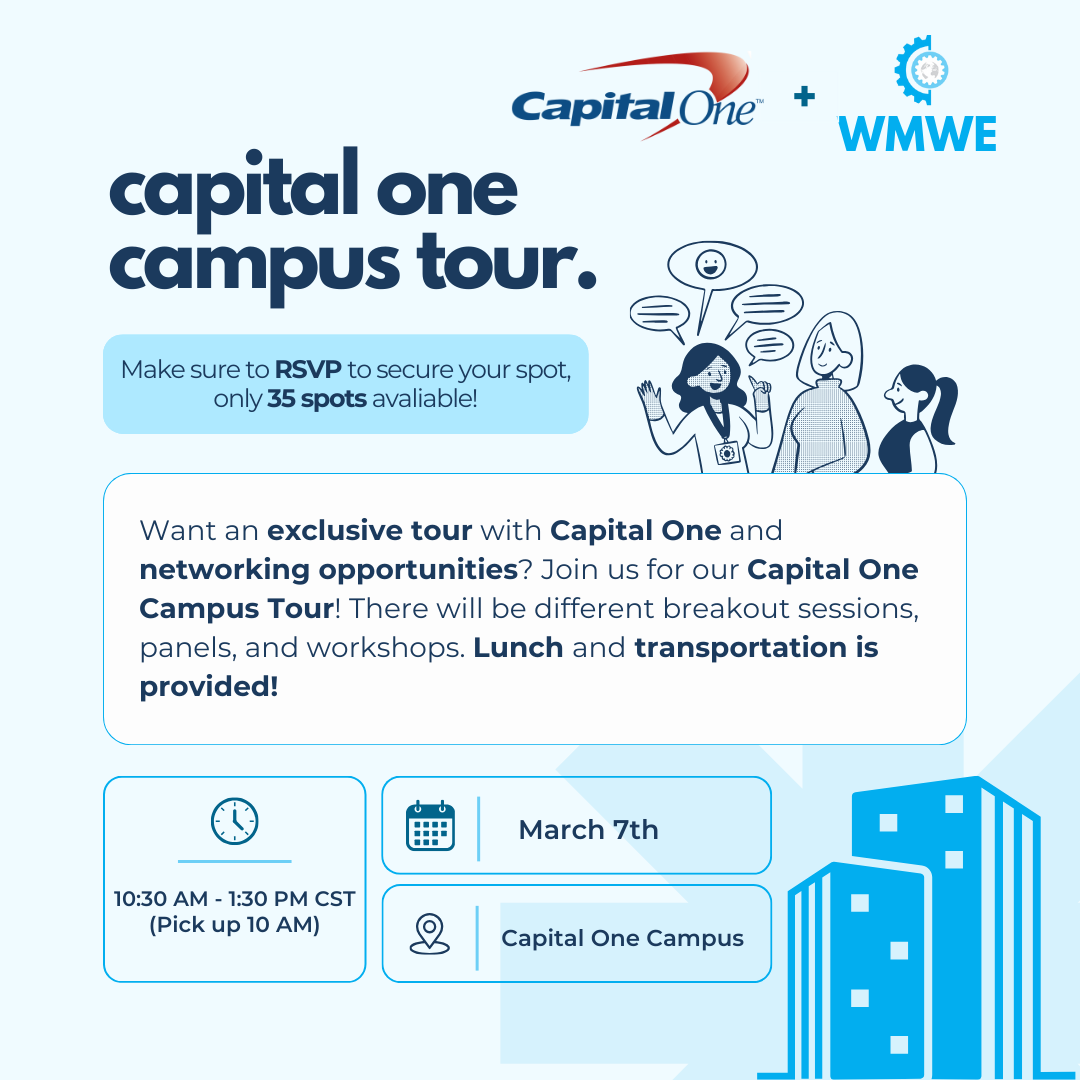 Capital One™ + WMWE
capital one
campus tour.
Make sure to RSVP to secure your spot,
only 35 spots avaliable!
Want an exclusive tour with Capital One and
networking opportunities? Join us for our Capital One
Campus Tour! There will be different breakout sessions,
panels, and workshops. Lunch and transportation is
provided!
10:30 AM - 1:30 PM CST
(Pick up 10 AM)
March 7th
Capital One Campus